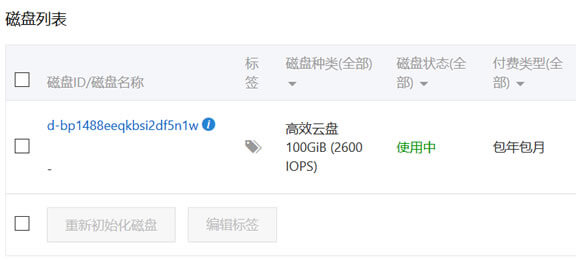 磁盘列表
磁盘ID/磁盘名称
标
签
磁盘种类(全部)
磁盘状态(全
部)
付费类型(全
部)
d-bp1488eeqkbsi2df5n1w
-
高效云盘
100GiB (2600
IOPS)
使用中
包年包月
重新初始化磁盘
编辑标签